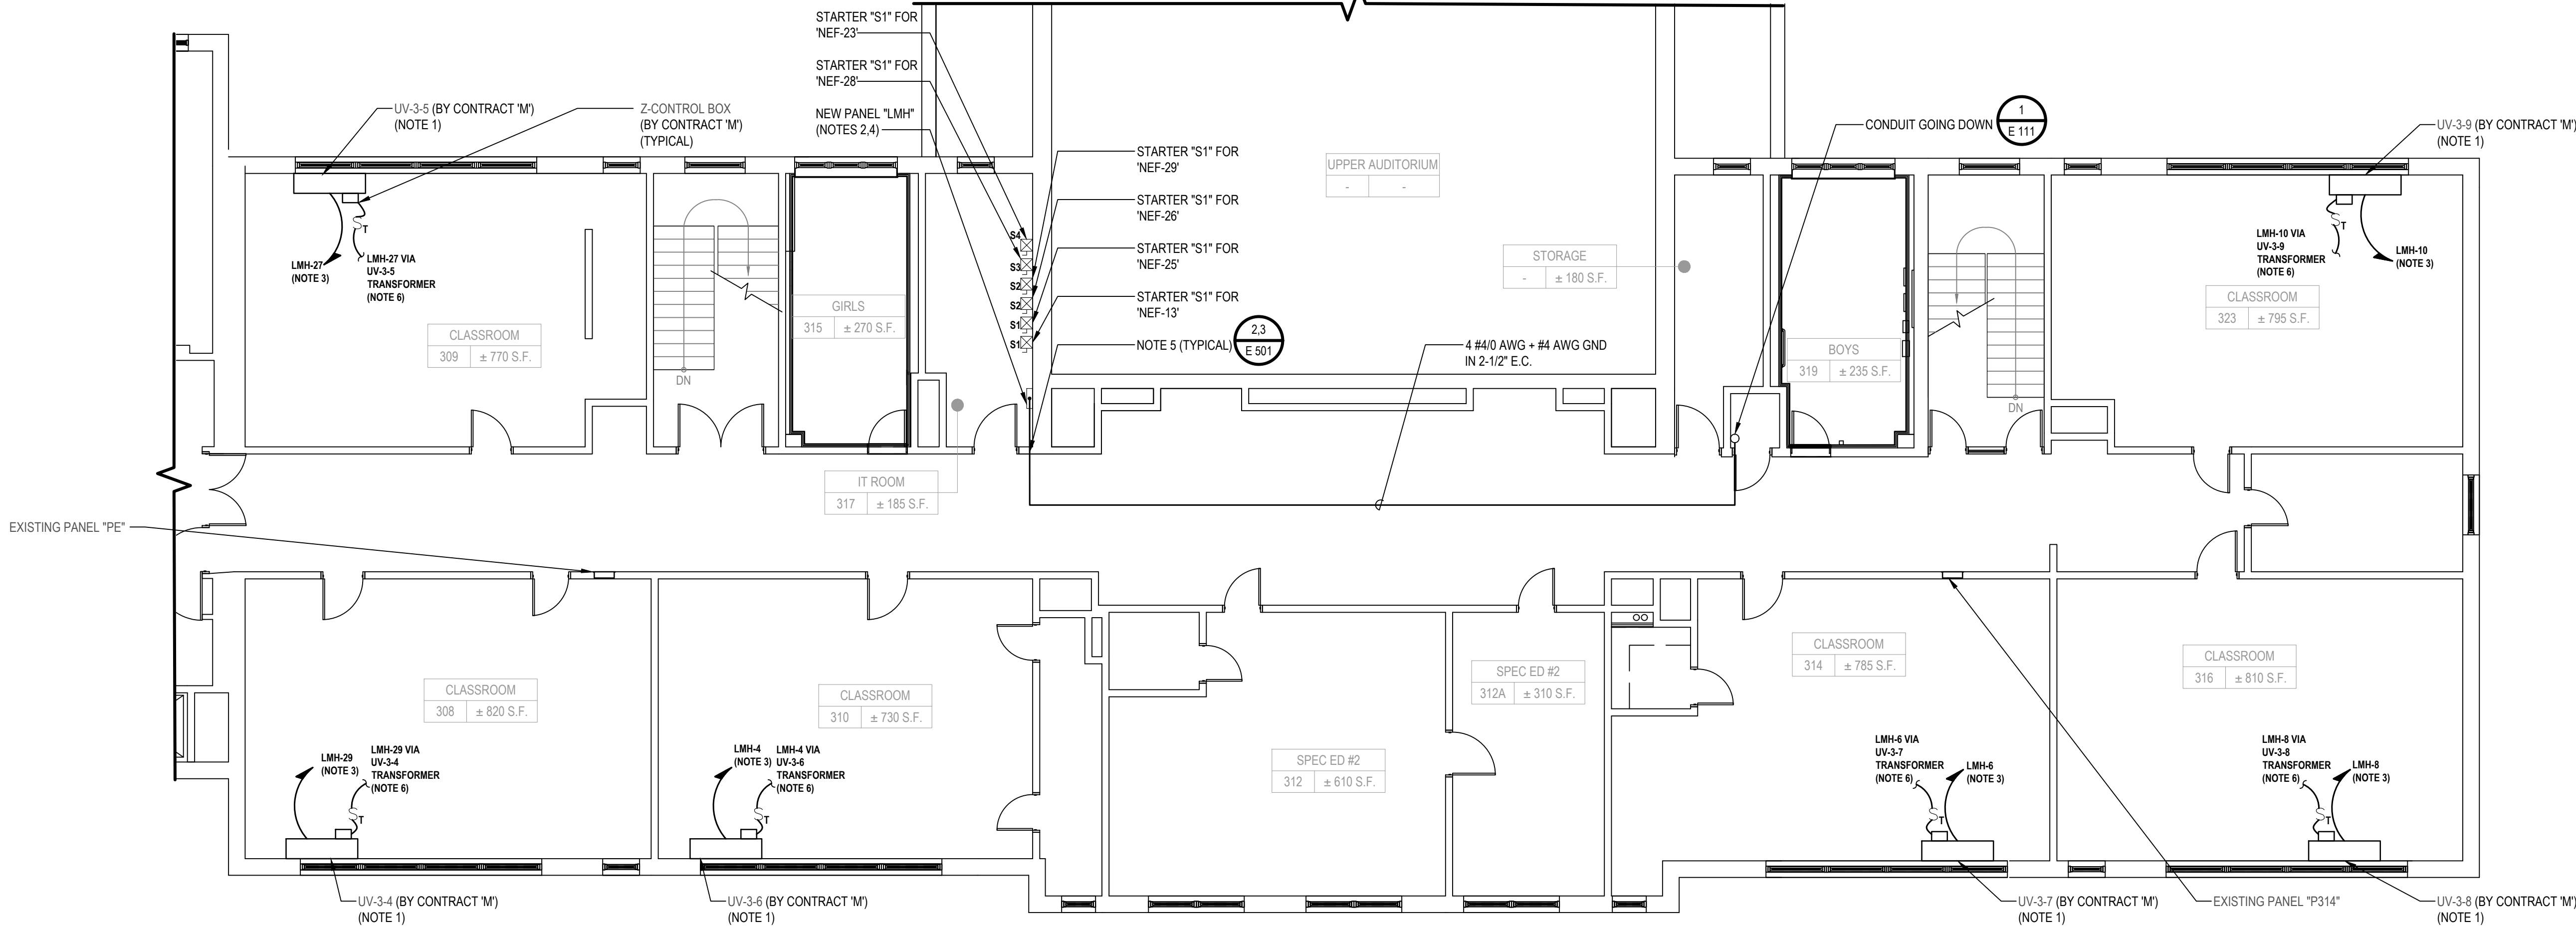 STARTER "S1" FOR
'NEF-23'
STARTER "S1" FOR
'NEF-28'
NEW PANEL "LMH"
(NOTES 2,4)
UV-3-5 (BY CONTRACT 'M')
(NOTE 1)
Z-CONTROL BOX
(BY CONTRACT 'M')
(TYPICAL)
STARTER "S1" FOR
'NEF-29'
STARTER "S1" FOR
'NEF-26'
STARTER "S1" FOR
'NEF-25'
STARTER "S1" FOR
'NEF-13'
NOTE 5 (TYPICAL)
2,3
E 501
UPPER AUDITORIUM
- -
CONDUIT GOING DOWN
1
E 111
UV-3-9 (BY CONTRACT 'M')
(NOTE 1)
LMH-27
(NOTE 3)
S
T
LMH-27 VIA
UV-3-5
TRANSFORMER
(NOTE 6)
CLASSROOM
309 ± 770 S.F.
DN
GIRLS
315 ± 270 S.F.
S4
S3
S2
S2
S1
S1
STORAGE
- ± 180 S.F.
4 #4/0 AWG + #4 AWG GND
IN 2-1/2" E.C.
BOYS
319 ± 235 S.F.
DN
LMH-10 VIA
UV-3-9
TRANSFORMER
(NOTE 6)
S
T
LMH-10
(NOTE 3)
CLASSROOM
323 ± 795 S.F.
IT ROOM
317 ± 185 S.F.
EXISTING PANEL "PE"
CLASSROOM
308 ± 820 S.F.
LMH-29
(NOTE 3)
LMH-29 VIA
UV-3-4
TRANSFORMER
(NOTE 6)
S
T
CLASSROOM
310 ± 730 S.F.
LMH-4
(NOTE 3)
LMH-4 VIA
UV-3-6
TRANSFORMER
(NOTE 6)
S
T
SPEC ED #2
312 ± 610 S.F.
SPEC ED #2
312A ± 310 S.F.
CLASSROOM
314 ± 785 S.F.
LMH-6 VIA
UV-3-7
TRANSFORMER
(NOTE 6)
LMH-6
(NOTE 3)
S
T
CLASSROOM
316 ± 810 S.F.
LMH-8 VIA
UV-3-8
TRANSFORMER
(NOTE 6)
LMH-8
(NOTE 3)
S
T
UV-3-4 (BY CONTRACT 'M')
(NOTE 1)
UV-3-6 (BY CONTRACT 'M')
(NOTE 1)
UV-3-7 (BY CONTRACT 'M')
(NOTE 1)
EXISTING PANEL "P314"
UV-3-8 (BY CONTRACT 'M')
(NOTE 1)